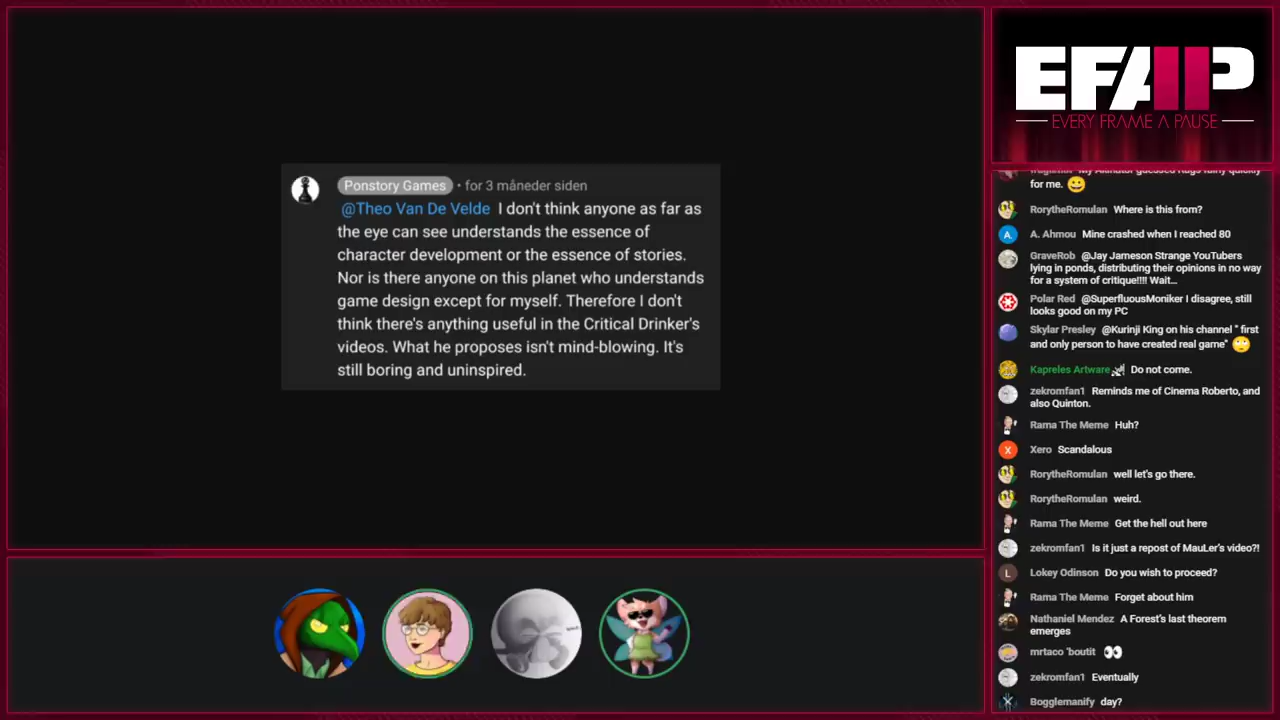 Ponstory Games • for 3 måneder siden
@Theo Van De Velde I don't think anyone as far as
the eye can see understands the essence of
character development or the essence of stories.
Nor is there anyone on this planet who understands
game design except for myself. Therefore I don't
think there's anything useful in the Critical Drinker's
videos. What he proposes isn't mind-blowing. It's
still boring and uninspired.
EFAP
EVERY FRAME A PAUSE
for me. 😀
RorytheRomulan Where is this from?
A. Ahmou Mine crashed when I reached 80
GraveRob @Jay Jameson Strange YouTubers
lying in ponds, distributing their opinions in no way
for a system of critique!!!! Wait...
Polar Red @SuperfluousMoniker I disagree, still
looks good on my PC
Skylar Presley @Kurinji King on his channel " first
and only person to have created real game" 🙄
Kapreles Artware Do not come.
zekromfan1 Reminds me of Cinema Roberto, and
also Quinton.
Rama The Meme Huh?
Xero Scandalous
RorytheRomulan well let's go there.
RorytheRomulan weird.
Rama The Meme Get the hell out here
zekromfan1 Is it just a repost of MauLer's video?!
Lokey Odinson Do you wish to proceed?
Rama The Meme Forget about him
Nathaniel Mendez A Forest's last theorem
emerges
mrtaco 'boutit 👀
zekromfan1 Eventually
Bogglemanify day?